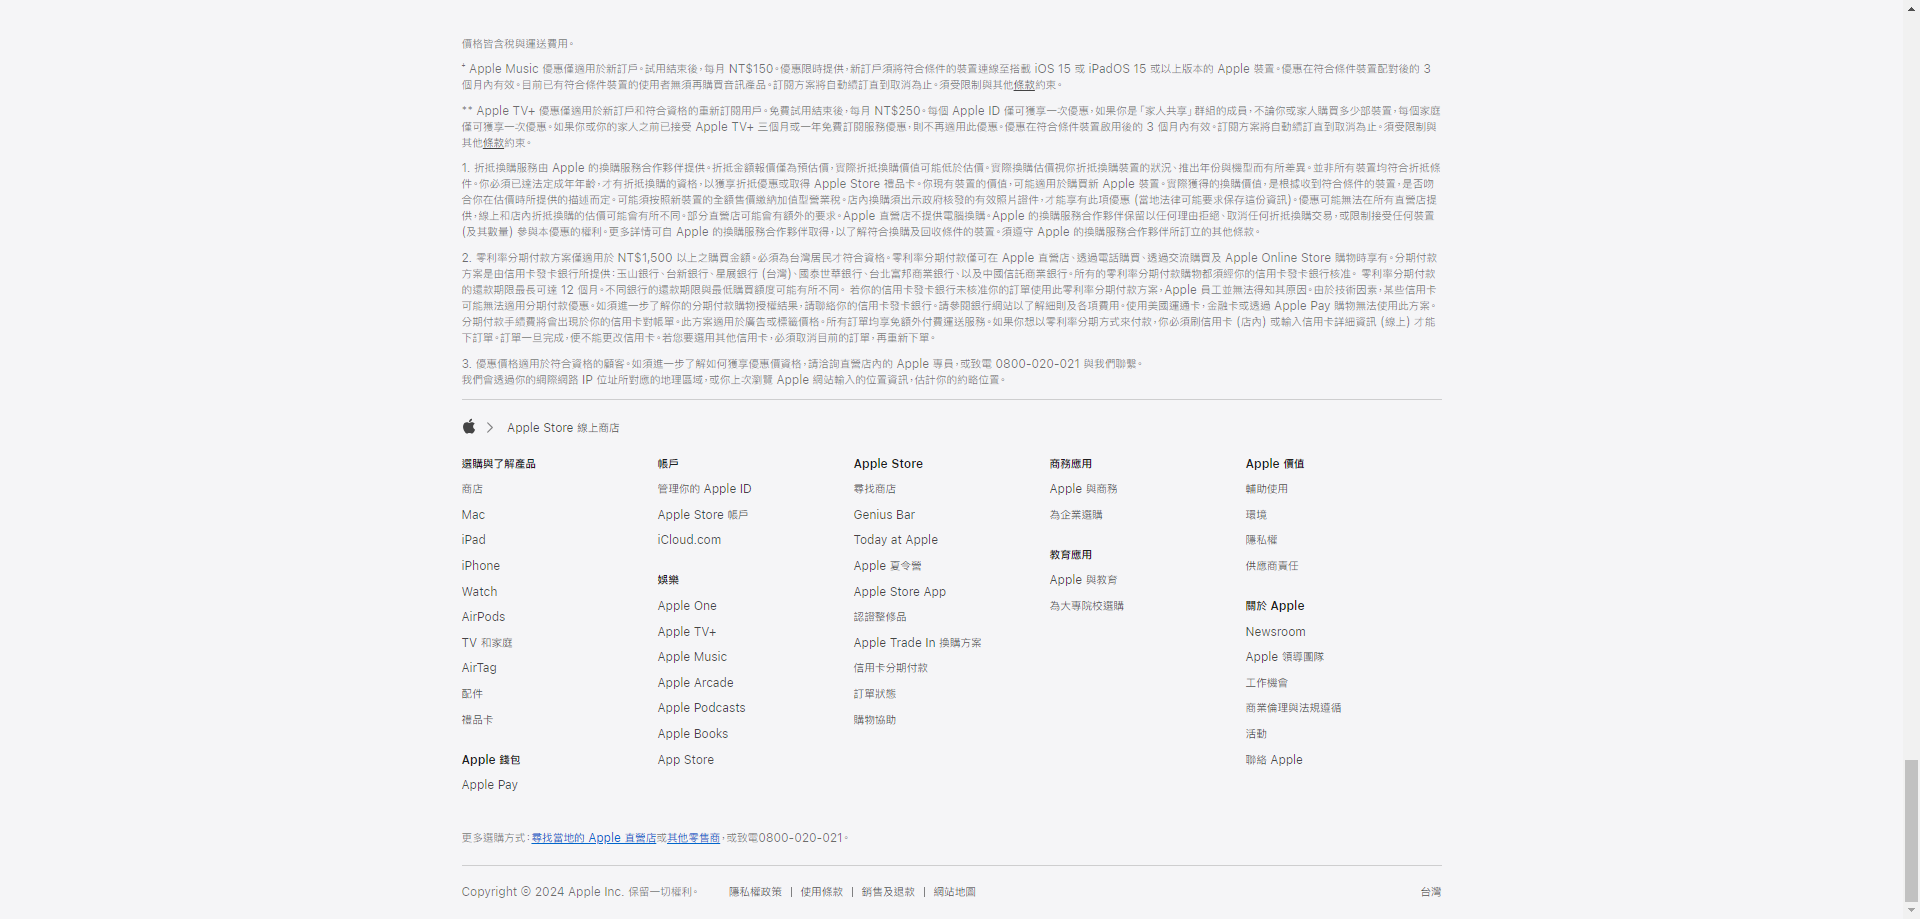 價格皆含稅與運送費用。
⁺ Apple Music 優惠僅適用於新訂戶。試用結束後，每月 NT$150。優惠限時提供，新訂戶須將符合條件的裝置連線至搭載 iOS 15 或 iPadOS 15 或以上版本的 Apple 裝置。優惠在符合條件裝置配對後的 3
個月內有效。目前已有符合條件裝置的使用者無須再購買音訊產品。訂閱方案將自動續訂直到取消為止。須受限制與其他條款約束。
** Apple TV+ 優惠僅適用於新訂戶和符合資格的重新訂閱用戶。免費試用結束後，每月 NT$250。每個 Apple ID 僅可獲享一次優惠，如果你是「家人共享」群組的成員，不論你或家人購買多少部裝置，每個家庭
僅可獲享一次優惠。如果你或你的家人之前已接受 Apple TV+ 三個月或一年免費訂閱服務優惠，則不再適用此優惠。優惠在符合條件裝置啟用後的 3 個月內有效。訂閱方案將自動續訂直到取消為止。須受限制與
其他條款約束。
1. 折抵換購服務由 Apple 的換購服務合作夥伴提供。折抵金額報價僅為預估價，實際折抵換購價值可能低於估價。實際換購估價視你折抵換購裝置的狀況、推出年份與機型而有所差異。並非所有裝置均符合折抵條
件。你必須已達法定成年年齡，才有折抵換購的資格，以獲享折抵優惠或取得 Apple Store 禮品卡。你現有裝置的價值，可能適用於購買新 Apple 裝置。實際獲得的換購價值，是根據收到符合條件的裝置，是否吻
合你在估價時所提供的描述而定。可能須按照新裝置的全額售價繳納加值型營業稅。店內換購須出示政府核發的有效照片證件，才能享有此項優惠 (當地法律可能要求保存這份資訊)。優惠可能無法在所有直營店提
供，線上和店內折抵換購的估價可能會有所不同。部分直營店可能會有額外的要求。Apple 直營店不提供電腦換購。Apple 的換購服務合作夥伴保留以任何理由拒絕、取消任何折抵換購交易，或限制接受任何裝置
(及其數量) 參與本優惠的權利。更多詳情可自 Apple 的換購服務合作夥伴取得，以了解符合換購及回收條件的裝置。須遵守 Apple 的換購服務合作夥伴所訂立的其他條款。
2. 零利率分期付款方案僅適用於 NT$1,500 以上之購買金額。必須為台灣居民才符合資格。零利率分期付款僅可在 Apple 直營店、透過電話購買、透過交流購買及 Apple Online Store 購物時享有。分期付款
方案是由信用卡發卡銀行所提供：玉山銀行、台新銀行、星展銀行 (台灣)、國泰世華銀行、台北富邦商業銀行、以及中國信託商業銀行。所有的零利率分期付款購物都須經你的信用卡發卡銀行核准。 零利率分期付款
的還款期限最長可達 12 個月。不同銀行的還款期限與最低購買額度可能有所不同。 若你的信用卡發卡銀行未核准你的訂單使用此零利率分期付款方案，Apple 員工並無法得知其原因。由於技術因素，某些信用卡
可能無法適用分期付款優惠。如須進一步了解你的分期付款購物授權結果，請聯絡你的信用卡發卡銀行。請參閱銀行網站以了解細則及各項費用。使用美國運通卡，金融卡或透過 Apple Pay 購物無法使用此方案。
分期付款手續費將會出現於你的信用卡對帳單。此方案適用於廣告或標籤價格。所有訂單均享免額外付費運送服務。如果你想以零利率分期方式來付款，你必須刷信用卡 (店內) 或輸入信用卡詳細資訊 (線上) 才能
下訂單。訂單一旦完成，便不能更改信用卡。若您要選用其他信用卡，必須取消目前的訂單，再重新下單。
3. 優惠價格適用於符合資格的顧客。如須進一步了解如何獲享優惠價資格，請洽詢直營店內的 Apple 專員，或致電 0800-020-021 與我們聯繫。
我們會透過你的網際網路 IP 位址所對應的地理區域，或你上次瀏覽 Apple 網站輸入的位置資訊，估計你的約略位置。
Apple Store 線上商店
選購與了解產品
商店
Mac
iPad
iPhone
Watch
AirPods
TV 和家庭
AirTag
配件
禮品卡
Apple 錢包
Apple Pay
帳戶
管理你的 Apple ID
Apple Store 帳戶
iCloud.com
娛樂
Apple One
Apple TV+
Apple Music
Apple Arcade
Apple Podcasts
Apple Books
App Store
Apple Store
尋找商店
Genius Bar
Today at Apple
Apple 夏令營
Apple Store App
認證整修品
Apple Trade In 換購方案
信用卡分期付款
訂單狀態
購物協助
商務應用
Apple 與商務
為企業選購
教育應用
Apple 與教育
為大專院校選購
Apple 價值
輔助使用
環境
隱私權
供應商責任
關於 Apple
Newsroom
Apple 領導團隊
工作機會
商業倫理與法規遵循
活動
聯絡 Apple
更多選購方式：尋找當地的 Apple 直營店或其他零售商，或致電0800-020-021。
Copyright © 2024 Apple Inc. 保留一切權利。 隱私權政策 | 使用條款 | 銷售及退款 | 網站地圖 台灣